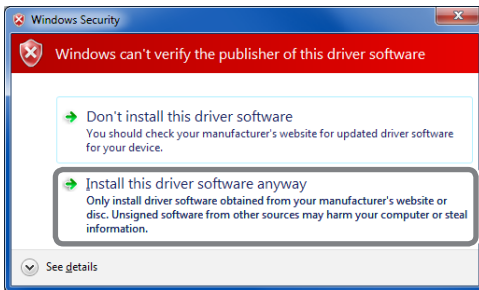 Windows Security
Windows can't verify the publisher of this driver software
Don't install this driver software
You should check your manufacturer's website for updated driver software
for your device.
Install this driver software anyway
Only install driver software obtained from your manufacturer's website or
disc. Unsigned software from other sources may harm your computer or steal
information.
See details